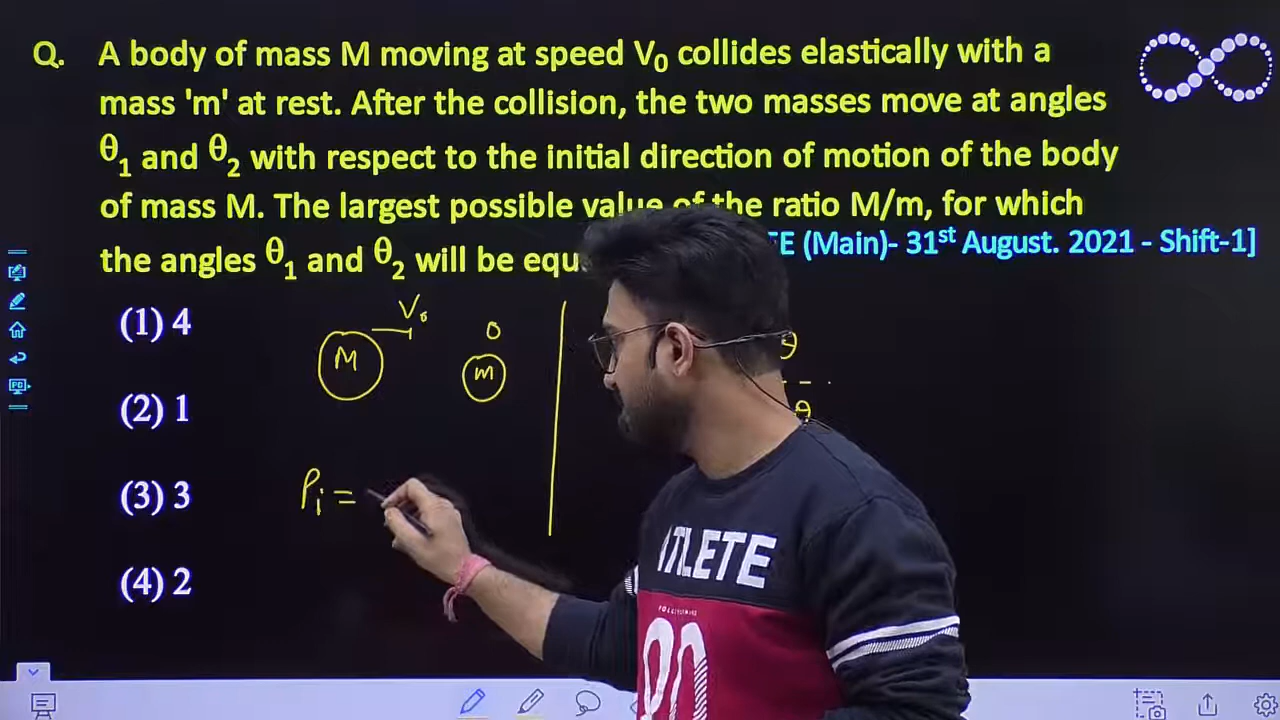 Q. A body of mass M moving at speed V₀ collides elastically with a
mass 'm' at rest. After the collision, the two masses move at angles
θ₁ and θ₂ with respect to the initial direction of motion of the body
of mass M. The largest possible value of the ratio M/m, for which
(Main)- 31ˢᵗ August. 2021 - Shift-1]
the angles θ₁ and θ₂ will be
(1) 4
V₀
0
M
m
θ
θ
(2) 1
(3) 3
Pᵢ =
(4) 2